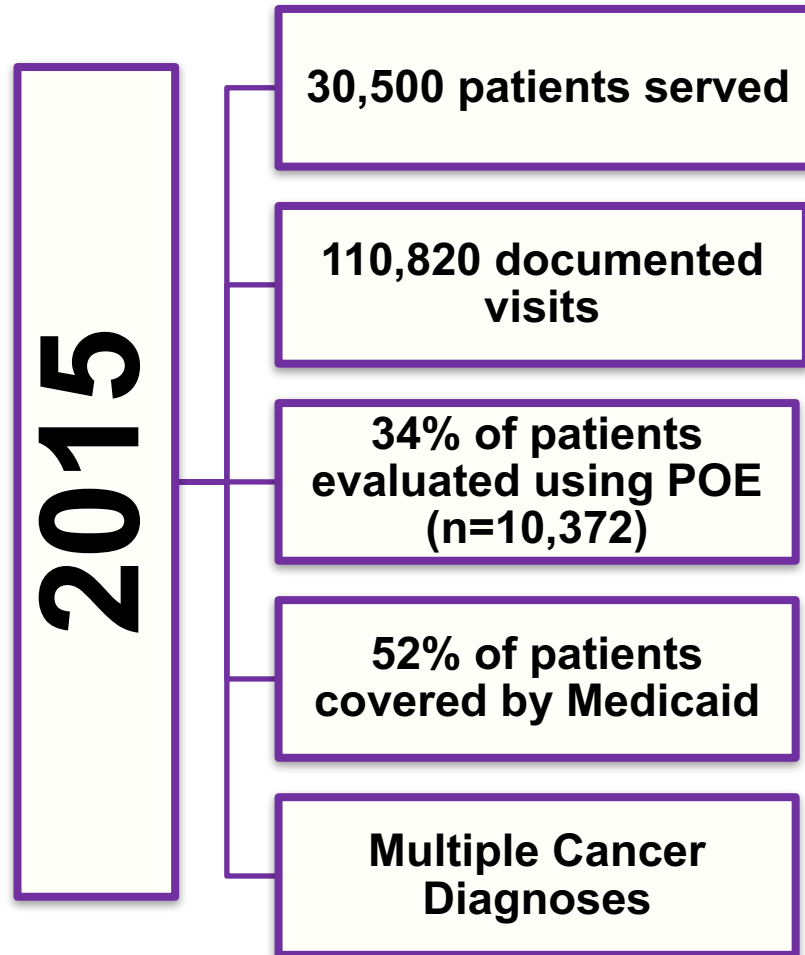 2015
30,500 patients served
110,820 documented
visits
34% of patients
evaluated using POE
(n=10,372)
52% of patients
covered by Medicaid
Multiple Cancer
Diagnoses